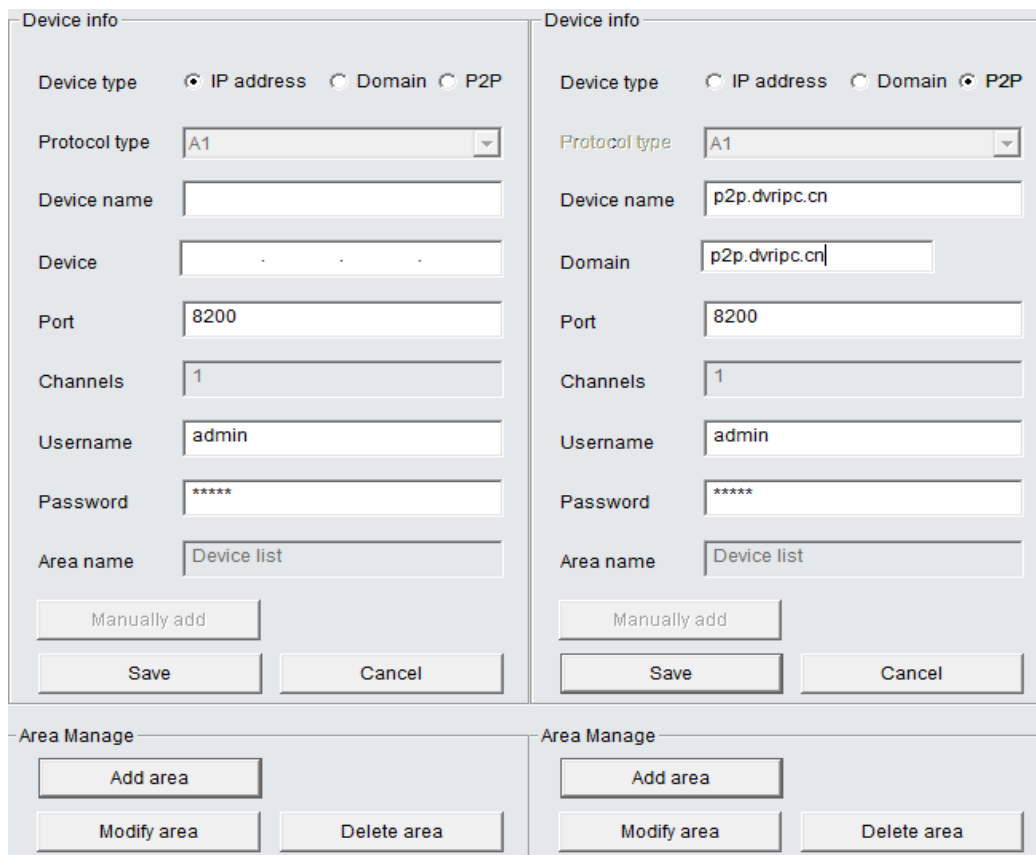 Device info
Device type IP address Domain P2P
Protocol type A1
Device name
Device . . .
Port 8200
Channels 1
Username admin
Password *****
Area name Device list
Manually add
Save Cancel
Area Manage
Add area
Modify area Delete area
Device info
Device type IP address Domain P2P
Protocol type A1
Device name p2p.dvripc.cn
Domain p2p.dvripc.cn
Port 8200
Channels 1
Username admin
Password *****
Area name Device list
Manually add
Save Cancel
Area Manage
Add area
Modify area Delete area